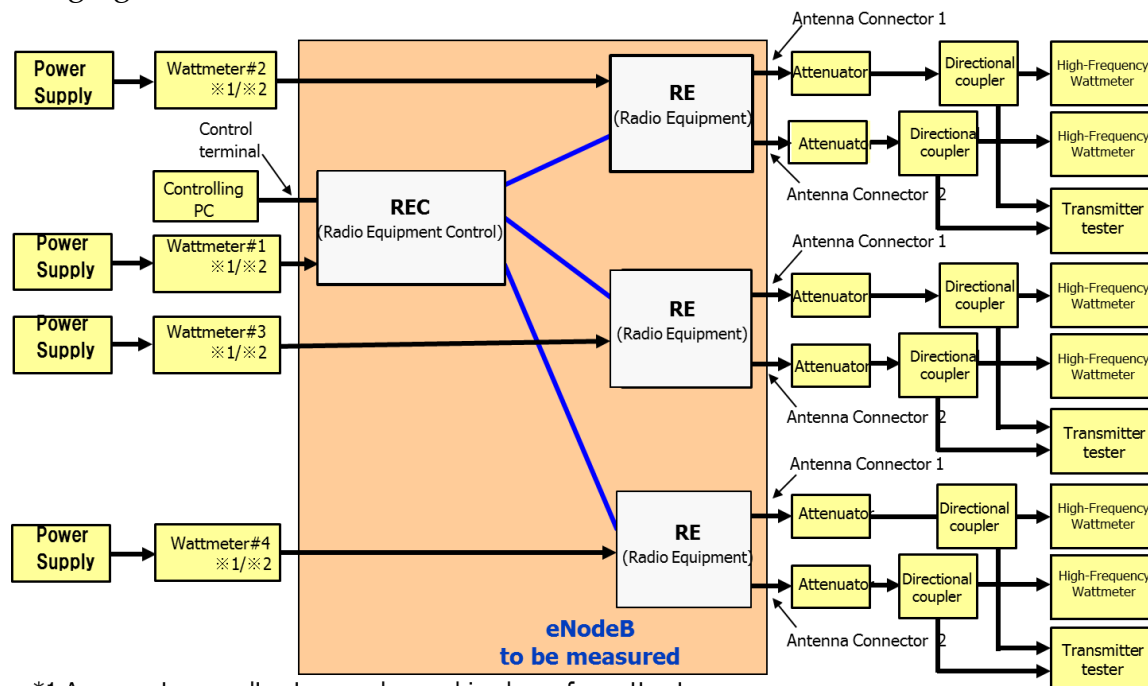 Antenna Connector 1
Power
Supply
Wattmeter#2
※1/※2
RE
(Radio Equipment)
Attenuator
Directional
coupler
High-Frequency
Wattmeter
Control
terminal
Attenuator
Directional
coupler
High-Frequency
Wattmeter
Controlling
PC
REC
(Radio Equipment Control)
Antenna Connector 2
Transmitter
tester
Power
Supply
Wattmeter#1
※1/※2
Antenna Connector 1
RE
(Radio Equipment)
Attenuator
Directional
coupler
High-Frequency
Wattmeter
Power
Supply
Wattmeter#3
※1/※2
Attenuator
Directional
coupler
High-Frequency
Wattmeter
Antenna Connector 2
Transmitter
tester
Antenna Connector 1
Power
Supply
Wattmeter#4
※1/※2
RE
(Radio Equipment)
Attenuator
Directional
coupler
High-Frequency
Wattmeter
Attenuator
Directional
coupler
High-Frequency
Wattmeter
Antenna Connector 2
Transmitter
tester
eNodeB
to be measured